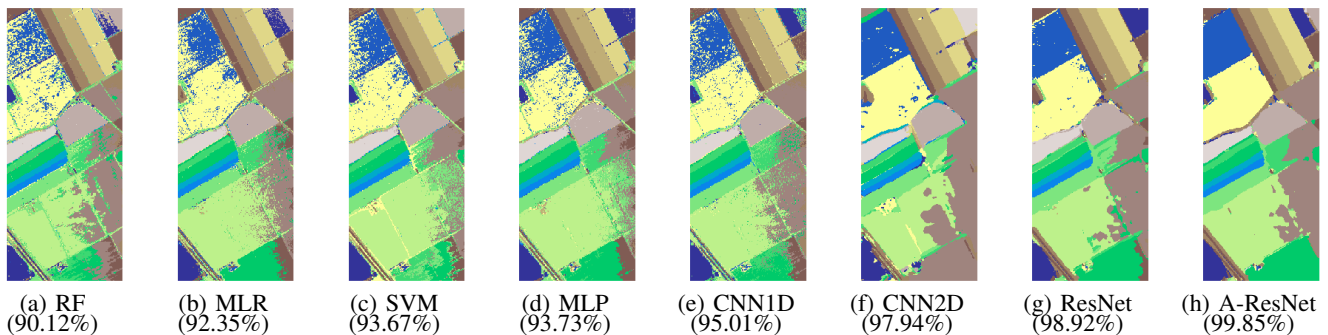 (a) RF
(90.12%)
(b) MLR
(92.35%)
(c) SVM
(93.67%)
(d) MLP
(93.73%)
(e) CNN1D
(95.01%)
(f) CNN2D
(97.94%)
(g) ResNet
(98.92%)
(h) A-ResNet
(99.85%)